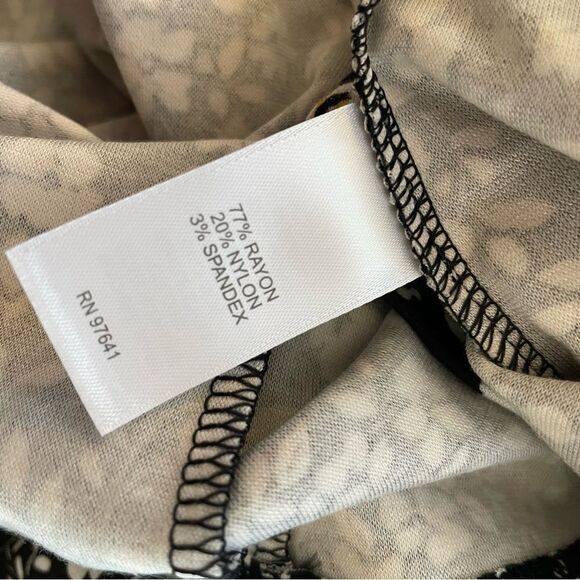 77% RAYON
20% NYLON
3% SPANDEX
RN 97641